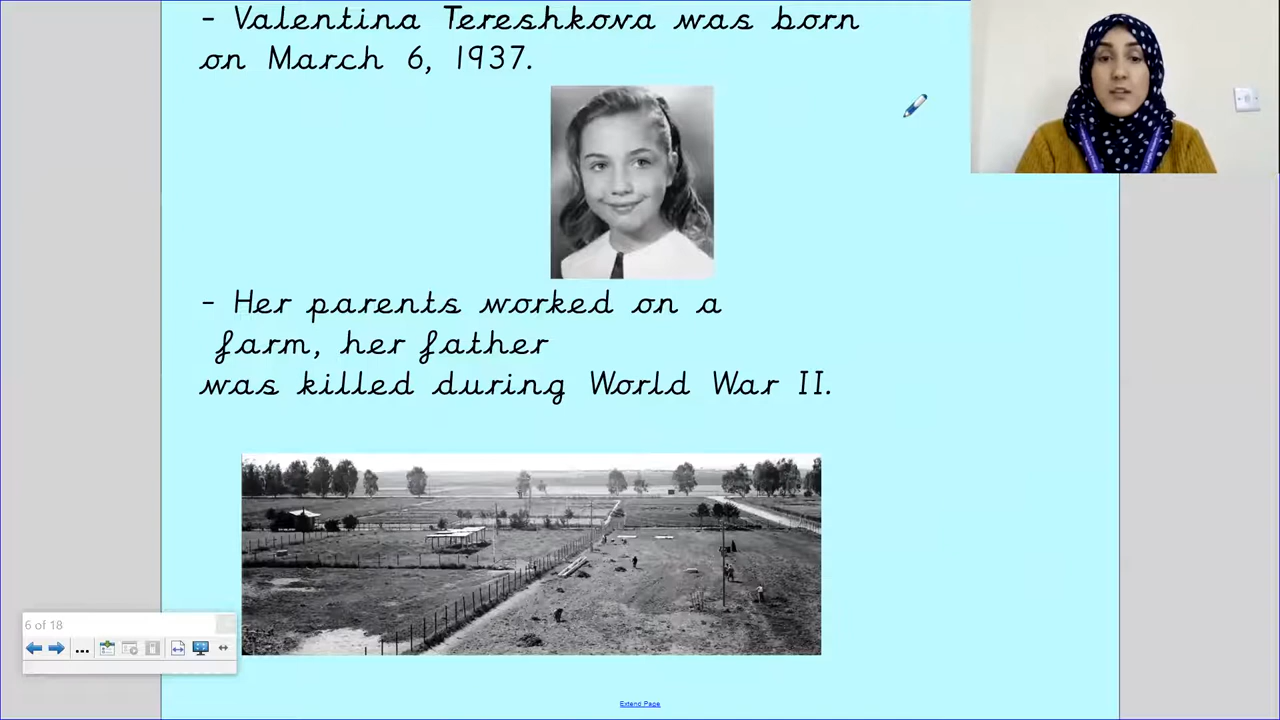 - Valentina Tereshkova was born
on March 6, 1937.
- Her parents worked on a
farm, her father
was killed during World War II.
6 of 18
Extend Page